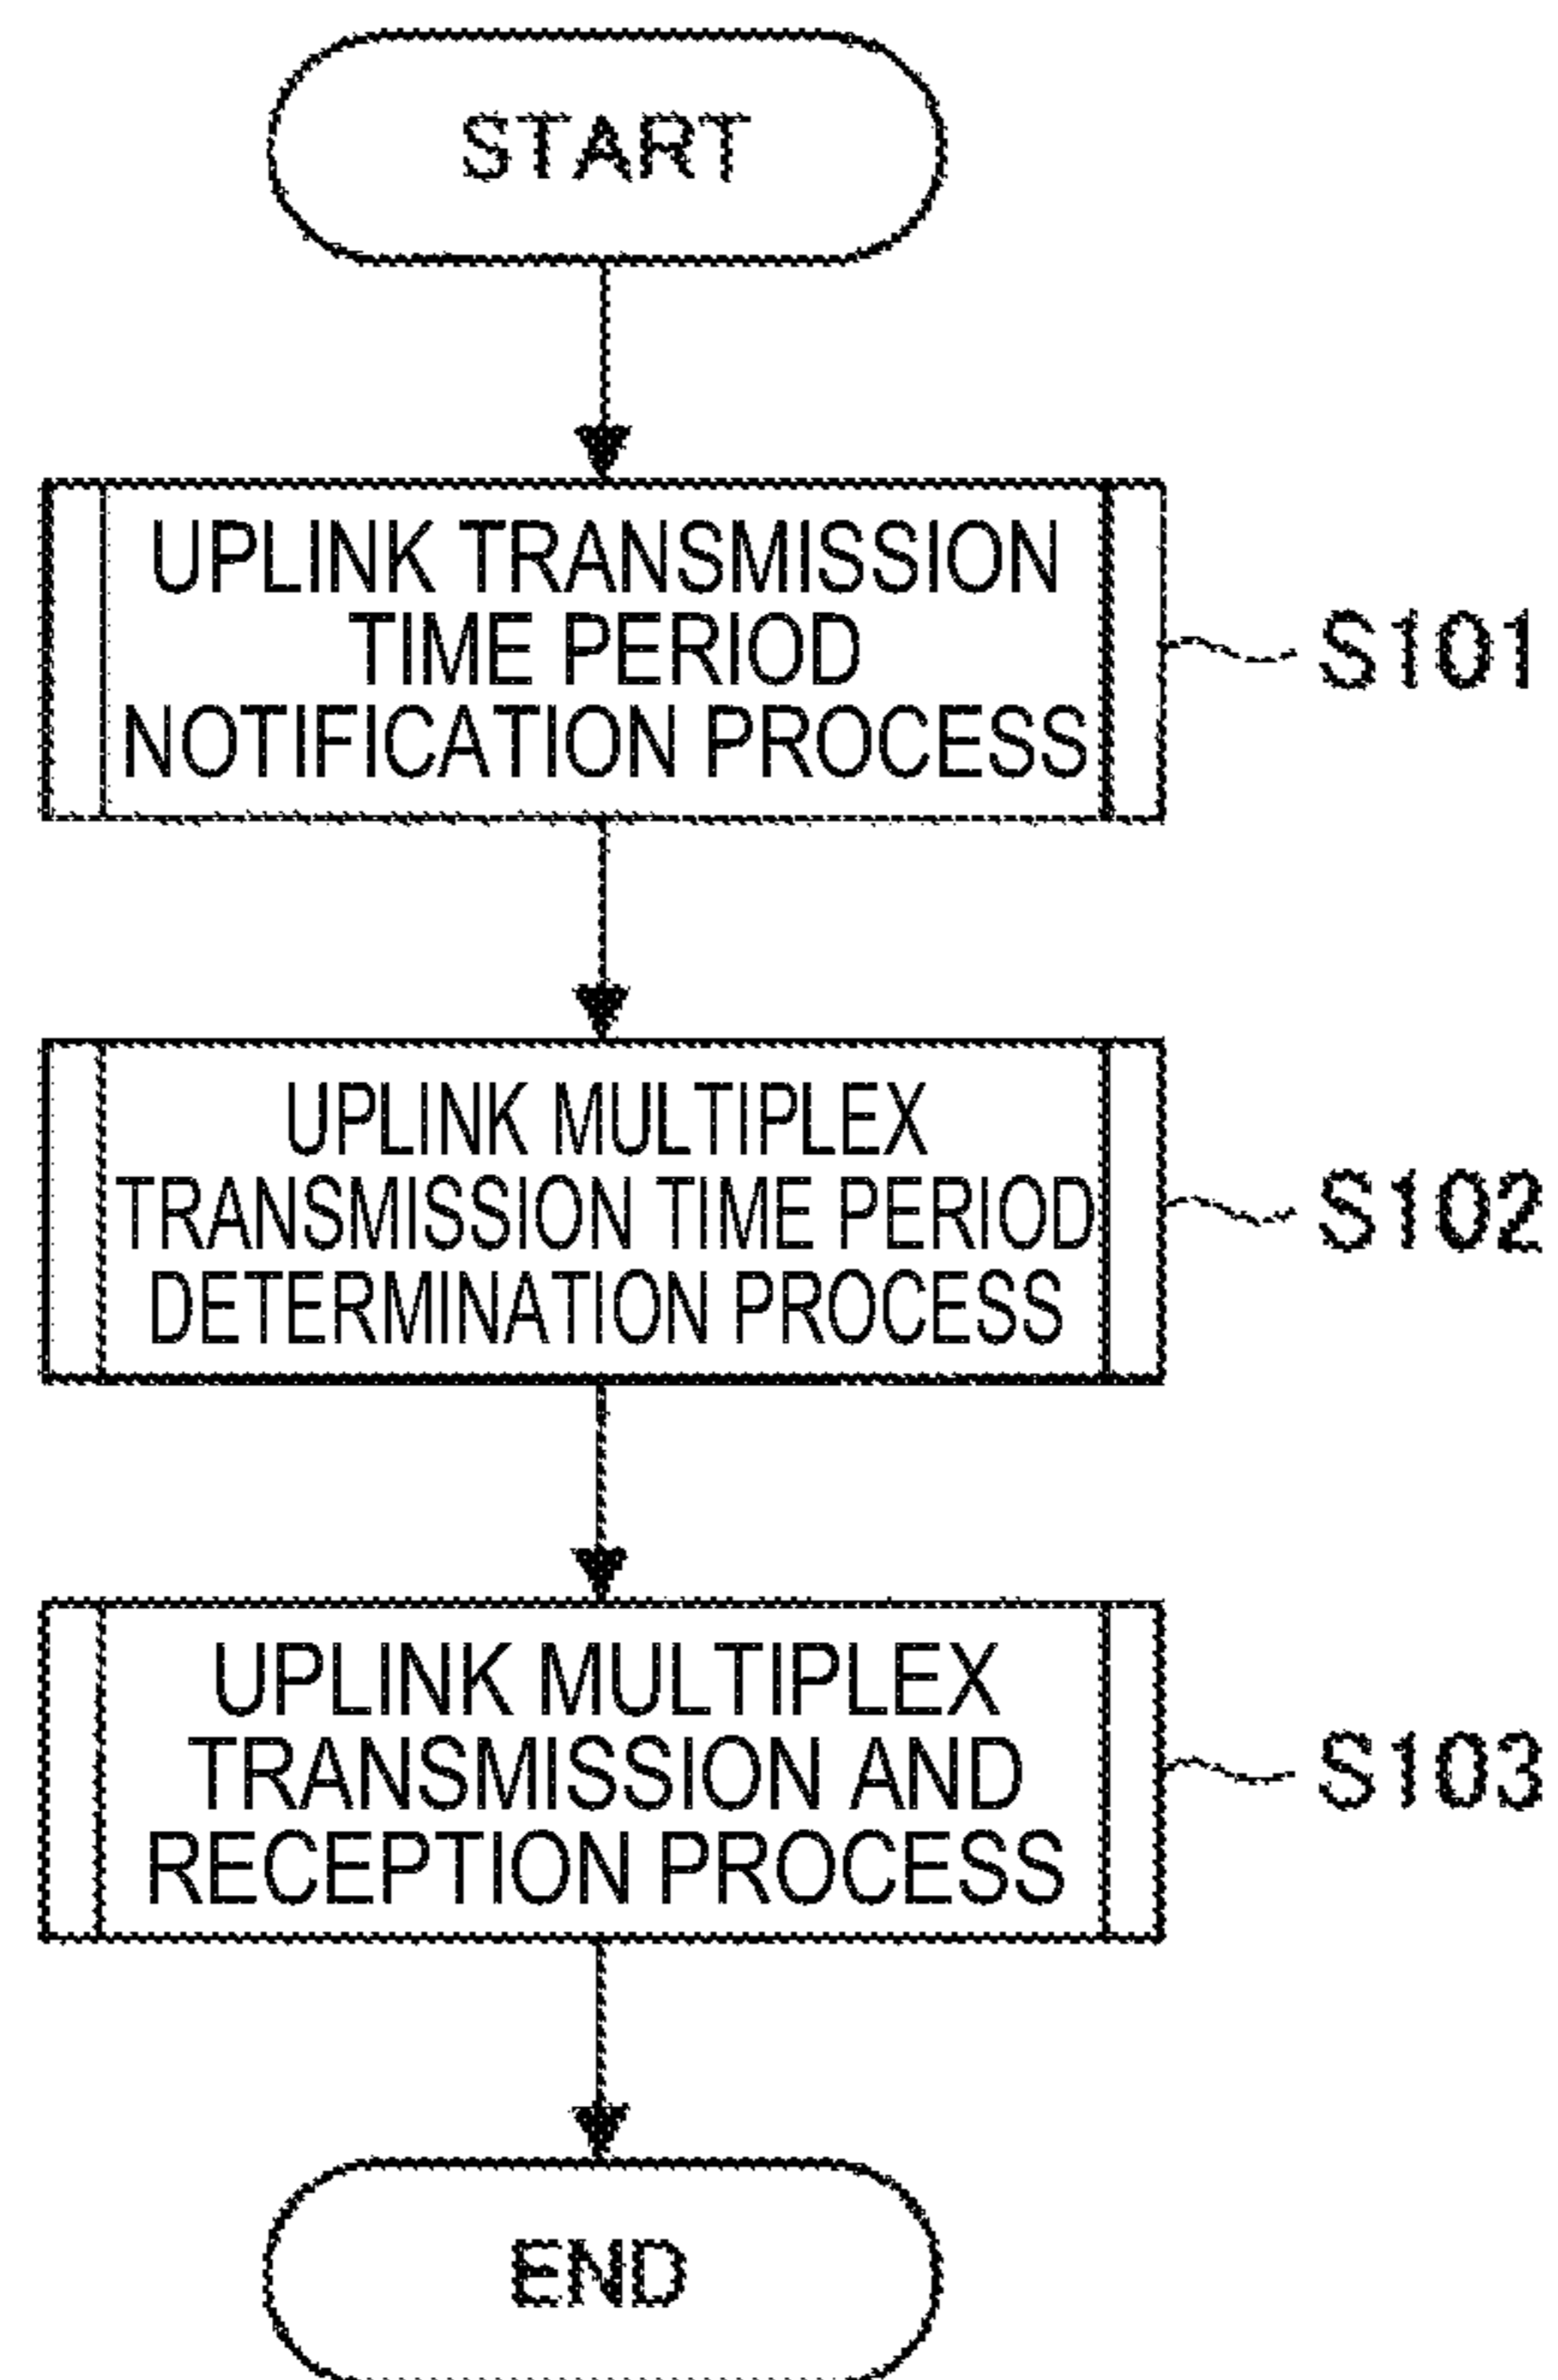 START
UPLINK TRANSMISSION
TIME PERIOD
NOTIFICATION PROCESS
S101
UPLINK MULTIPLEX
TRANSMISSION TIME PERIOD
DETERMINATION PROCESS
S102
UPLINK MULTIPLEX
TRANSMISSION AND
RECEPTION PROCESS
S103
END